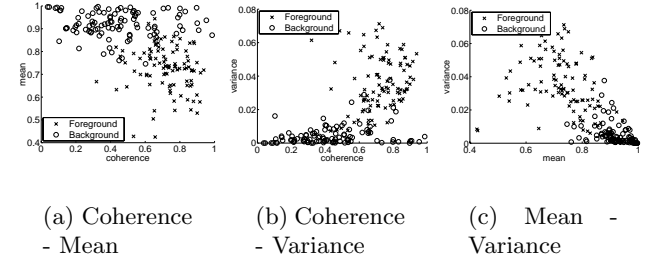 1
0.9
0.8
0.7
0.6
0.5
0.4
mean
× Foreground
○ Background
0 0.2 0.4 0.6 0.8 1
coherence
0.08
0.06
0.04
0.02
0
variance
× Foreground
○ Background
0 0.2 0.4 0.6 0.8 1
coherence
0.08
0.06
0.04
0.02
0
variance
× Foreground
○ Background
0.4 0.6 0.8 1
mean
(a) Coherence
- Mean
(b) Coherence
- Variance
(c) Mean -
Variance